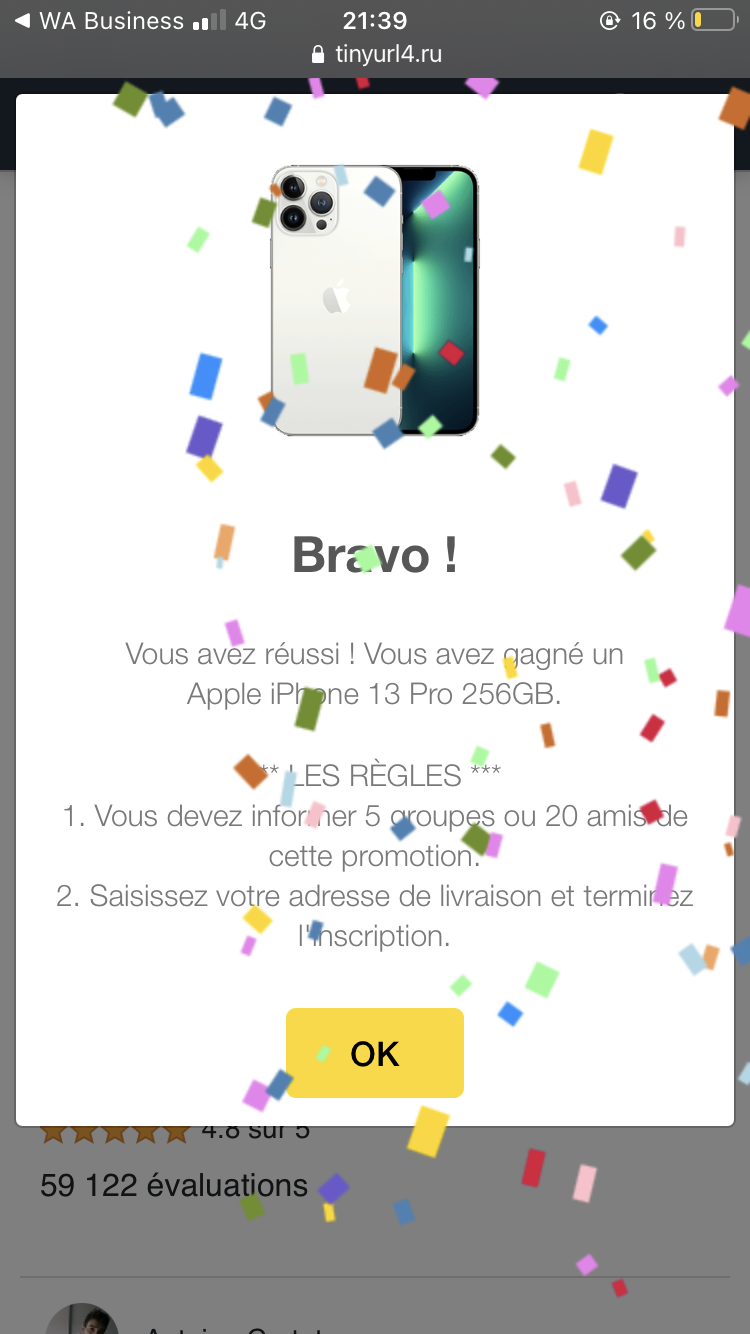 ◀ WA Business 4G 21:39 16 %
tinyurl4.ru
Bravo !
Vous avez réussi ! Vous avez gagné un
Apple iPhone 13 Pro 256GB.
** LES RÈGLES ***
1. Vous devez informer 5 groupes ou 20 amis de
cette promotion.
2. Saisissez votre adresse de livraison et terminez
l'inscription.
OK
4.8 sur 5
59 122 évaluations